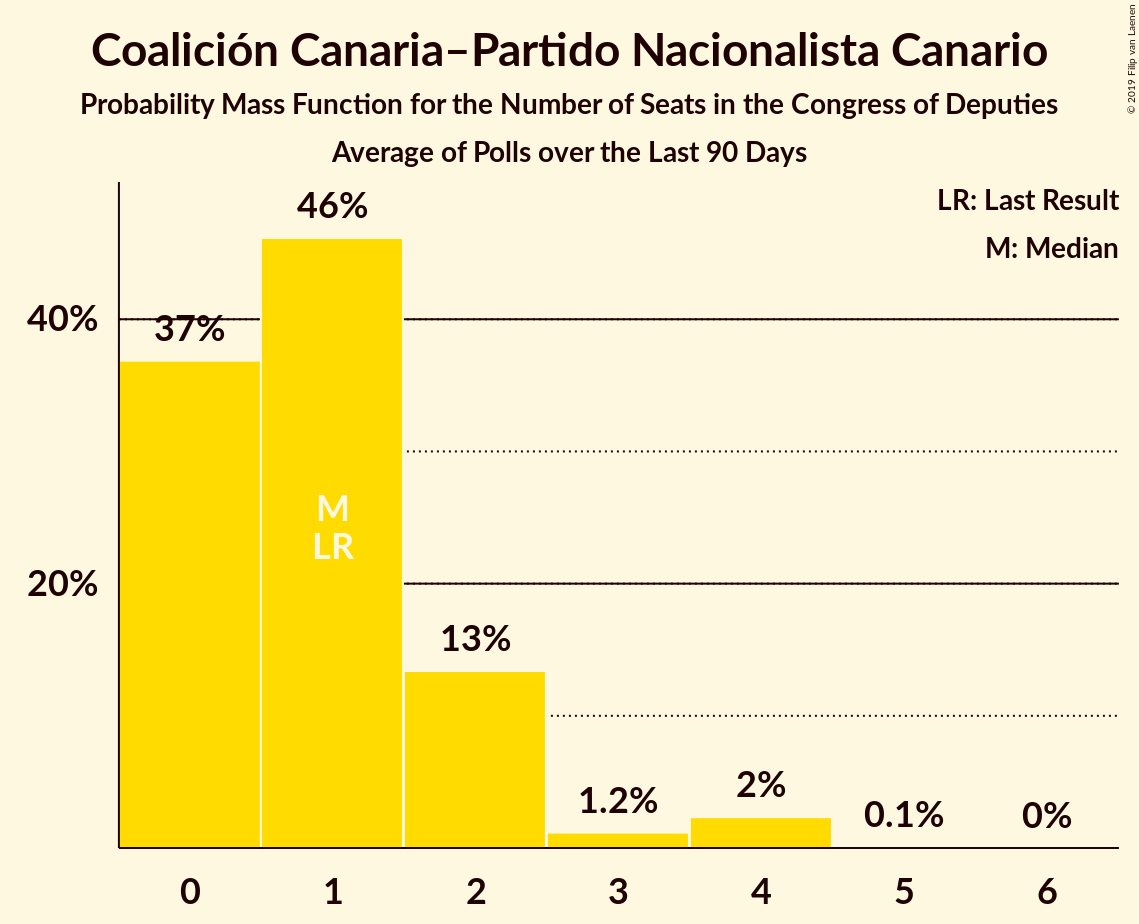 Coalición Canaria–Partido Nacionalista Canario
Probability Mass Function for the Number of Seats in the Congress of Deputies
Average of Polls over the Last 90 Days
© 2019 Filip van Laenen
LR: Last Result
M: Median
46%
40%
37%
M
LR
20%
13%
1.2%
2%
0.1%
0%
0 1 2 3 4 5 6